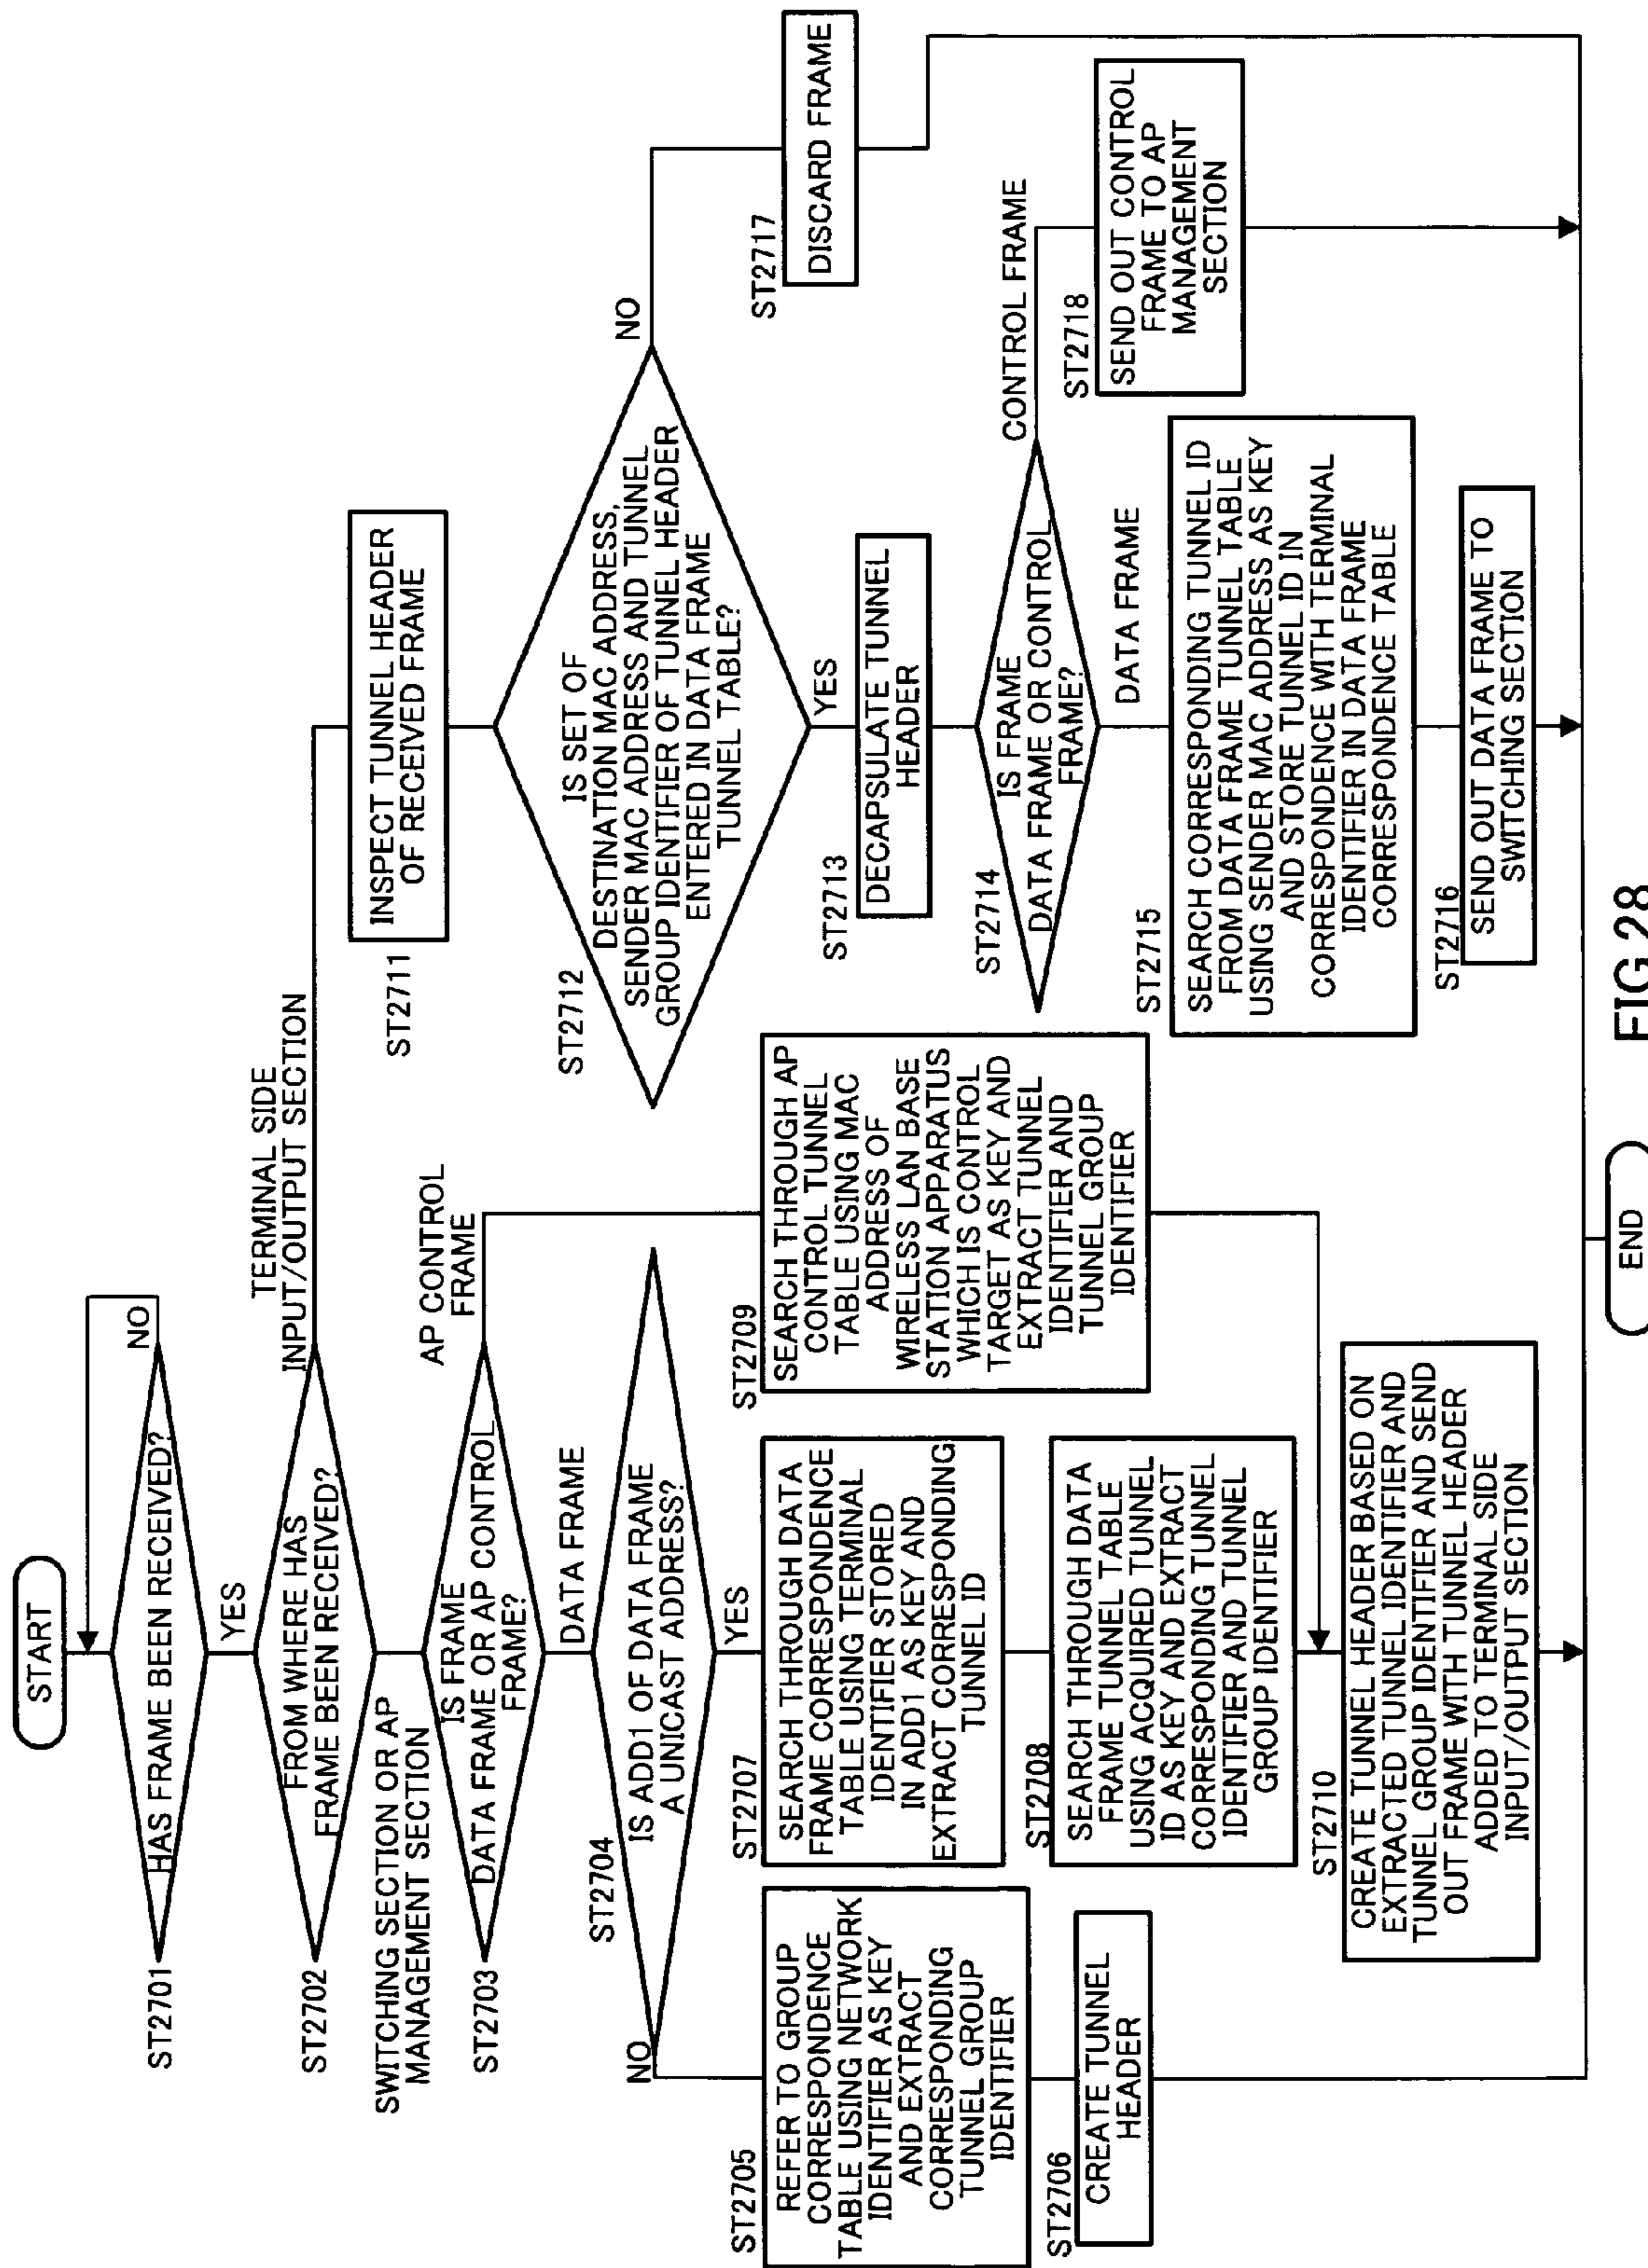 START
ST2701
HAS FRAME BEEN RECEIVED?
NO
YES
ST2702
FROM WHERE HAS
FRAME BEEN RECEIVED?
TERMINAL SIDE
INPUT/OUTPUT SECTION
SWITCHING SECTION OR AP
MANAGEMENT SECTION
ST2703
IS FRAME
DATA FRAME OR AP CONTROL
FRAME?
AP CONTROL
FRAME
DATA FRAME
ST2704
IS ADD1 OF DATA FRAME
A UNICAST ADDRESS?
NO
YES
ST2705
REFER TO GROUP
CORRESPONDENCE
TABLE USING NETWORK
IDENTIFIER AS KEY
AND EXTRACT
CORRESPONDING
TUNNEL GROUP
IDENTIFIER
ST2706
CREATE TUNNEL
HEADER
ST2707
SEARCH THROUGH DATA
FRAME CORRESPONDENCE
TABLE USING TERMINAL
IDENTIFIER STORED
IN ADD1 AS KEY AND
EXTRACT CORRESPONDING
TUNNEL ID
ST2708
SEARCH THROUGH DATA
FRAME TUNNEL TABLE
USING ACQUIRED TUNNEL
ID AS KEY AND EXTRACT
CORRESPONDING TUNNEL
IDENTIFIER AND TUNNEL
GROUP IDENTIFIER
ST2709
SEARCH THROUGH AP
CONTROL TUNNEL
TABLE USING MAC
ADDRESS OF
WIRELESS LAN BASE
STATION APPARATUS
WHICH IS CONTROL
TARGET AS KEY AND
EXTRACT TUNNEL
IDENTIFIER AND
TUNNEL GROUP
IDENTIFIER
ST2710
CREATE TUNNEL HEADER BASED ON
EXTRACTED TUNNEL IDENTIFIER AND
TUNNEL GROUP IDENTIFIER AND SEND
OUT FRAME WITH TUNNEL HEADER
ADDED TO TERMINAL SIDE
INPUT/OUTPUT SECTION
ST2711
INSPECT TUNNEL HEADER
OF RECEIVED FRAME
ST2712
IS SET OF
DESTINATION MAC ADDRESS,
SENDER MAC ADDRESS AND TUNNEL
GROUP IDENTIFIER OF TUNNEL HEADER
ENTERED IN DATA FRAME
TUNNEL TABLE?
NO
YES
ST2713
DECAPSULATE TUNNEL
HEADER
ST2714
IS FRAME
DATA FRAME OR CONTROL
FRAME?
CONTROL FRAME
DATA FRAME
ST2715
SEARCH CORRESPONDING TUNNEL ID
FROM DATA FRAME TUNNEL TABLE
USING SENDER MAC ADDRESS AS KEY
AND STORE TUNNEL ID IN
CORRESPONDENCE WITH TERMINAL
IDENTIFIER IN DATA FRAME
CORRESPONDENCE TABLE
ST2716
SEND OUT DATA FRAME TO
SWITCHING SECTION
ST2717
DISCARD FRAME
ST2718
SEND OUT CONTROL
FRAME TO AP
MANAGEMENT
SECTION
END
FIG.28